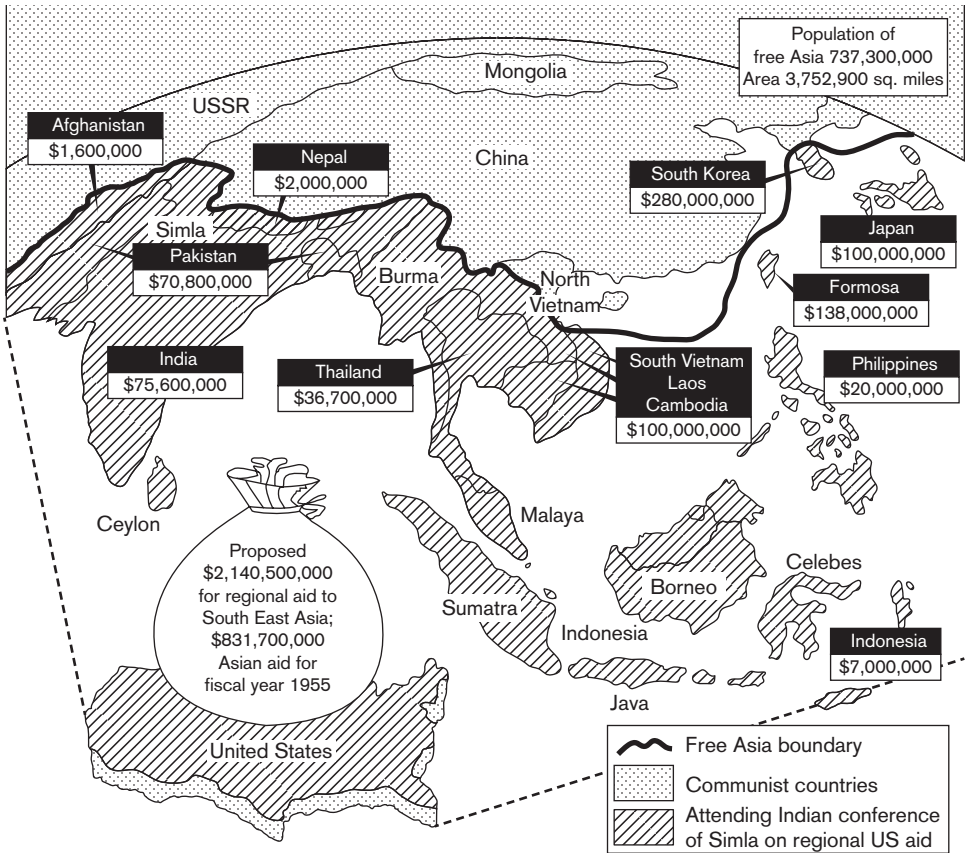 Population of
free Asia 737,300,000
Area 3,752,900 sq. miles
Mongolia
USSR
Afghanistan
$1,600,000
Nepal
$2,000,000
China
South Korea
$280,000,000
Simla
Pakistan
$70,800,000
Burma
North
Vietnam
Japan
$100,000,000
Formosa
$138,000,000
India
$75,600,000
Thailand
$36,700,000
South Vietnam
Laos
Cambodia
$100,000,000
Philippines
$20,000,000
Ceylon
Malaya
Proposed
$2,140,500,000
for regional aid to
South East Asia;
$831,700,000
Asian aid for
fiscal year 1955
Sumatra
Borneo
Celebes
Indonesia
Indonesia
$7,000,000
Java
United States
Free Asia boundary
Communist countries
Attending Indian conference
of Simla on regional US aid